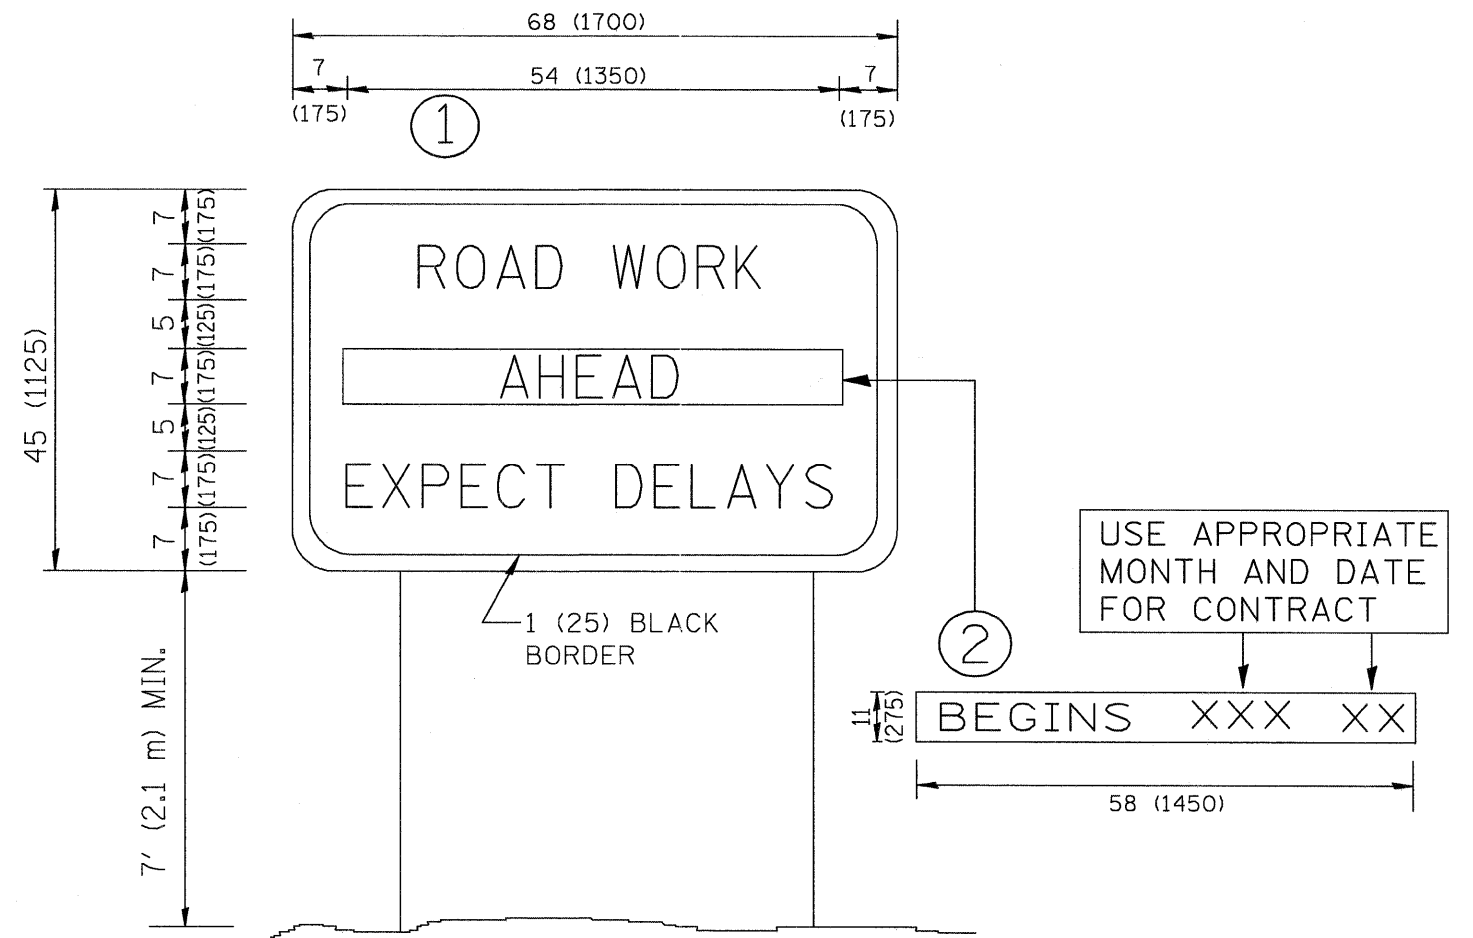 68 (1700)
7
54 (1350)
7
(175)
(175)
1
7
(175)
7
(175)
5
(125)
7
(175)
5
(125)
7
(175)
7
(175)
45 (1125)
ROAD WORK
AHEAD
EXPECT DELAYS
1 (25) BLACK
BORDER
7' (2.1 m) MIN.
USE APPROPRIATE
MONTH AND DATE
FOR CONTRACT
2
11
(275)
BEGINS XXX XX
58 (1450)